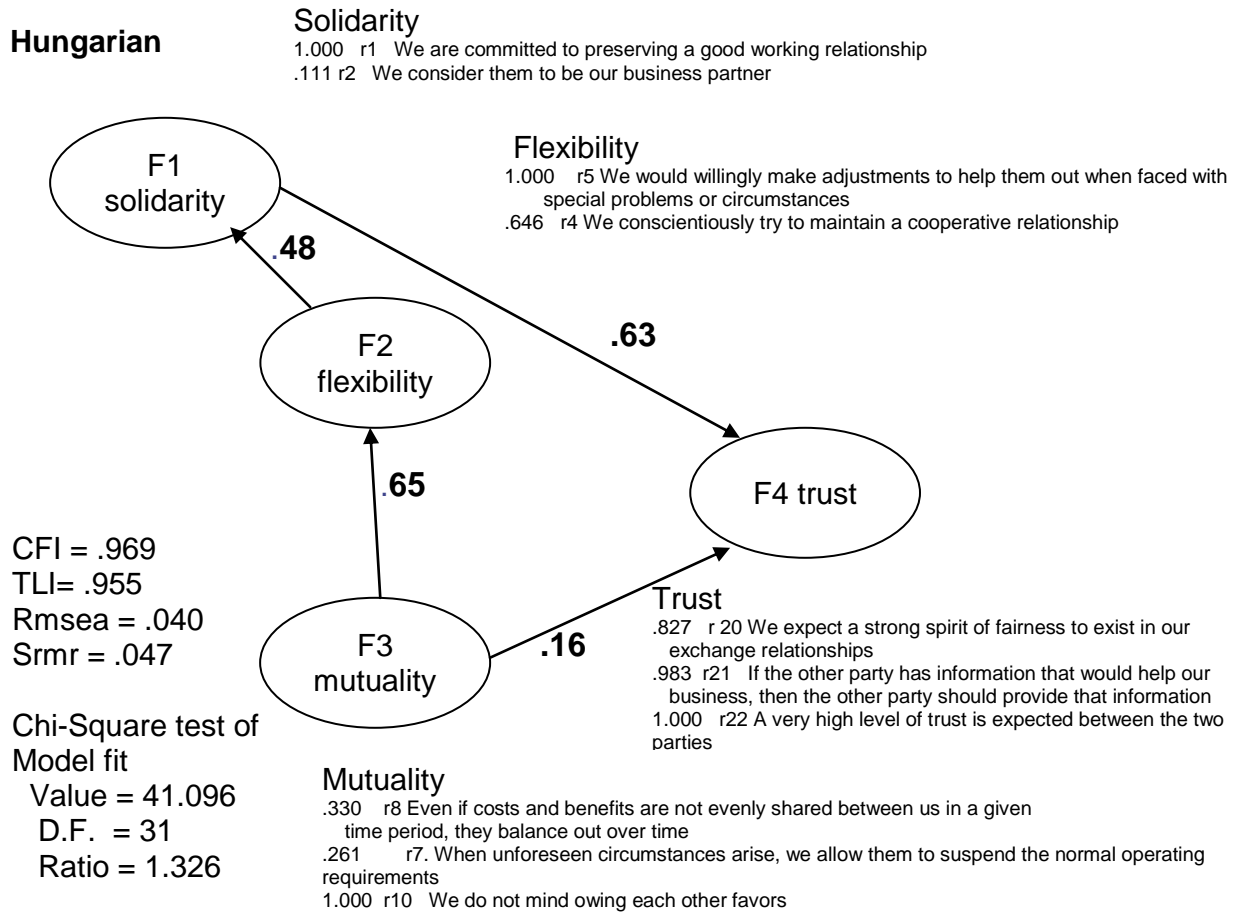 Hungarian
Solidarity
1.000 r1 We are committed to preserving a good working relationship
.111 r2 We consider them to be our business partner
F1
solidarity
Flexibility
1.000 r5 We would willingly make adjustments to help them out when faced with
special problems or circumstances
.646 r4 We conscientiously try to maintain a cooperative relationship
.48
.63
F2
flexibility
.65
F4 trust
CFI = .969
TLI= .955
Rmsea = .040
Srmr = .047
F3
mutuality
.16
Trust
.827 r 20 We expect a strong spirit of fairness to exist in our
exchange relationships
.983 r21 If the other party has information that would help our
business, then the other party should provide that information
1.000 r22 A very high level of trust is expected between the two
parties
Chi-Square test of
Model fit
Value = 41.096
D.F. = 31
Ratio = 1.326
Mutuality
.330 r8 Even if costs and benefits are not evenly shared between us in a given
time period, they balance out over time
.261 r7. When unforeseen circumstances arise, we allow them to suspend the normal operating
requirements
1.000 r10 We do not mind owing each other favors